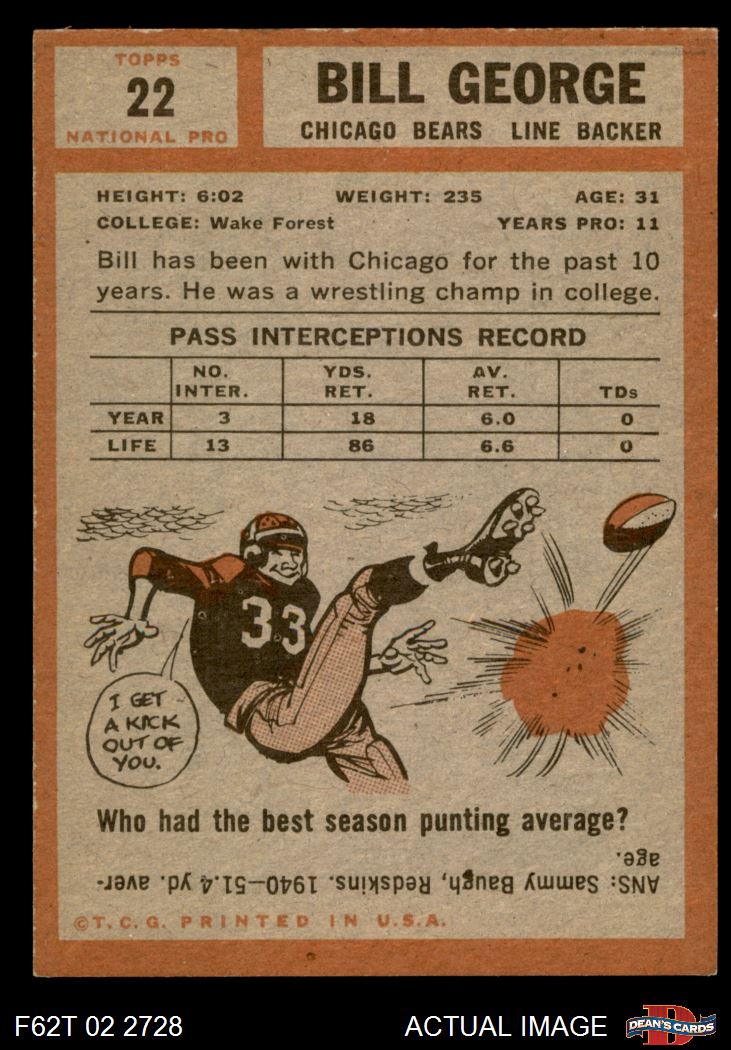 TOPPS
22
NATIONAL PRO
BILL GEORGE
CHICAGO BEARS LINE BACKER
HEIGHT: 6:02 WEIGHT: 235 AGE: 31
COLLEGE: Wake Forest YEARS PRO: 11
Bill has been with Chicago for the past 10
years. He was a wrestling champ in college.
PASS INTERCEPTIONS RECORD
NO. INTER. YDS. RET. AV. RET. TDs
YEAR 3 18 6.0 0
LIFE 13 86 6.6 0
33
I GET
A KICK
OUT OF
YOU.
Who had the best season punting average?
ANS: Sammy Baugh, Redskins. 1940—51.4 yd. aver-
age.
©T.C.G. PRINTED IN U.S.A.
F62T 02 2728
ACTUAL IMAGE
D
DEAN'S CARDS